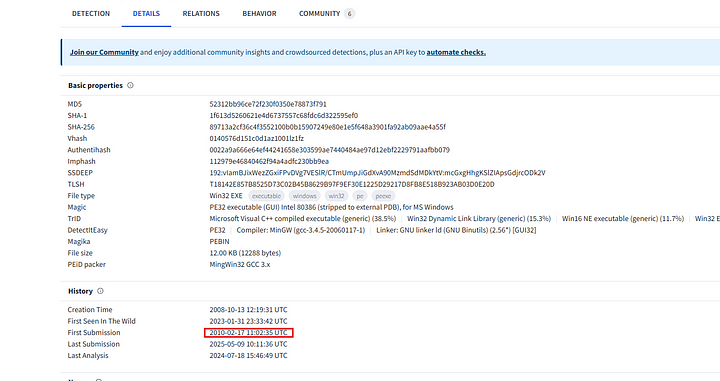 DETECTION DETAILS RELATIONS BEHAVIOR COMMUNITY 6
Join our Community and enjoy additional community insights and crowdsourced detections, plus an API key to automate checks.
Basic properties
MD5 52312bb96ce72f230f0350e78873f791
SHA-1 1f613d5260621e4d6737557c68fdc6d322595ef0
SHA-256 89713a2cf36c4f3552100b0b15907249e80e1e5f648a3901fa92ab09aae4a55f
Vhash 0140576d151c0d1az1001lz1fz
Authentihash 0022a9a666e64ef44241658e303599ae7440484ae97d12ebf2229791aafbb079
Imphash 112979e46840462f94a4adfc230bb9ea
SSDEEP 192:vIamBJixWezZGxiFPvDVg7VESIR/CTmUmpJiGdXvA90Mzmd5dMDkYtV:mcGxgHhgKSlZIApsGdjrcODk2V
TLSH T18142E857B8525D73C02B45B8629B97F9EF30E1225D29217D8FB8E518B923AB03D0E20D
File type Win32 EXE executable windows win32 pe peexe
Magic PE32 executable (GUI) Intel 80386 (stripped to external PDB), for MS Windows
TrID Microsoft Visual C++ compiled executable (generic) (38.5%) Win32 Dynamic Link Library (generic) (15.3%) Win16 NE executable (generic) (11.7%) Win32 E
DetectItEasy PE32 Compiler: MinGW (gcc-3.4.5-20060117-1) Linker: GNU linker ld (GNU Binutils) (2.56*) [GUI32]
Magika PEBIN
File size 12.00 KB (12288 bytes)
PEiD packer MingWin32 GCC 3.x
History
Creation Time 2008-10-13 12:19:31 UTC
First Seen In The Wild 2023-01-31 23:33:42 UTC
First Submission 2010-02-17 11:02:35 UTC
Last Submission 2025-05-09 10:11:36 UTC
Last Analysis 2024-07-18 15:46:49 UTC